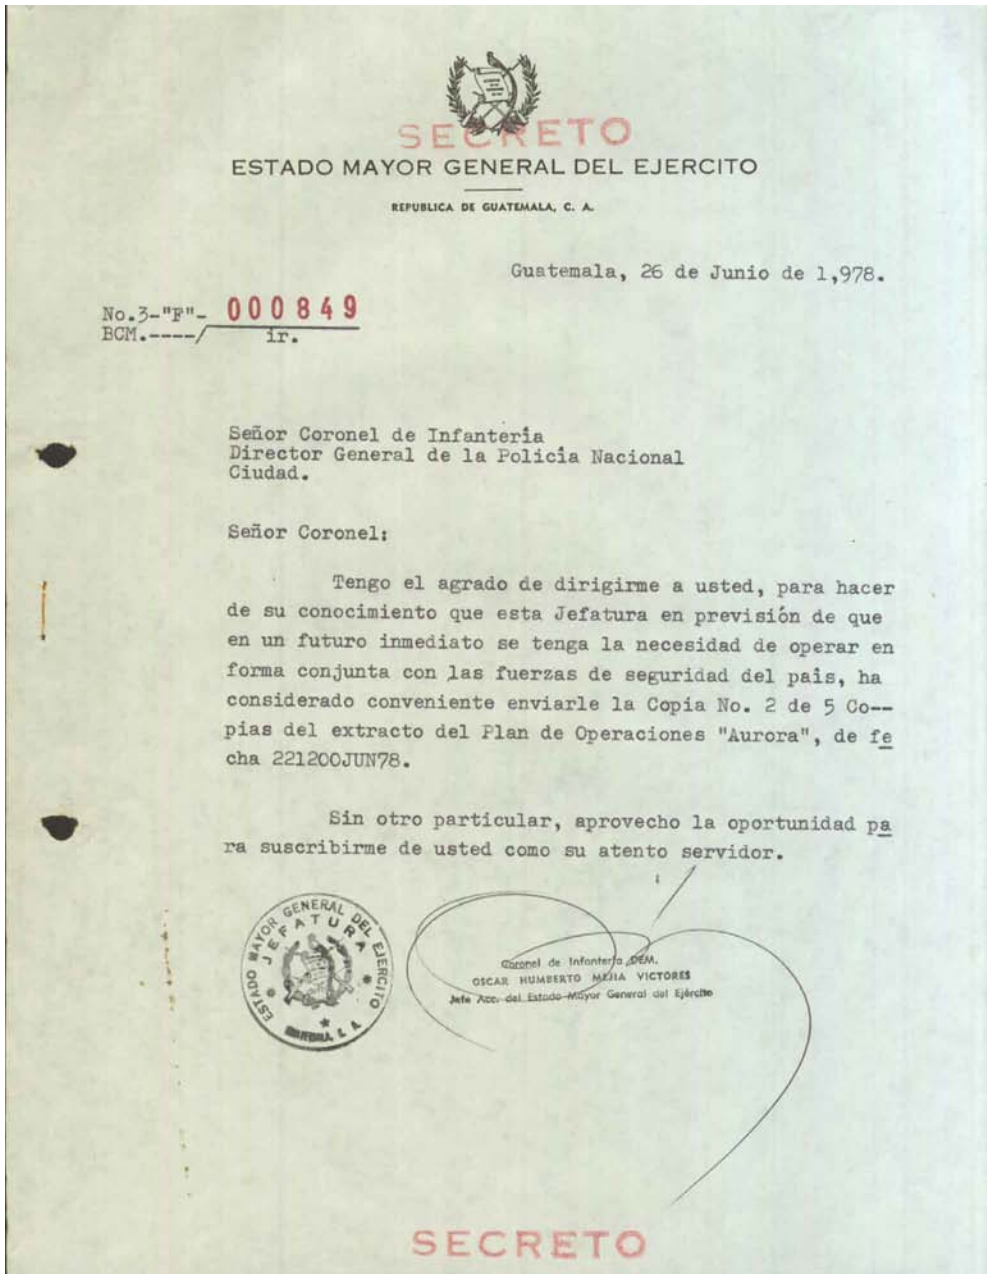 SECRETO
ESTADO MAYOR GENERAL DEL EJERCITO
REPUBLICA DE GUATEMALA, C. A.
Guatemala, 26 de Junio de 1,978.
No.3-"F"- 000849
BCM.----/ ir.
Señor Coronel de Infantería
Director General de la Policía Nacional
Ciudad.
Señor Coronel:
Tengo el agrado de dirigirme a usted, para hacer
de su conocimiento que esta Jefatura en previsión de que
en un futuro inmediato se tenga la necesidad de operar en
forma conjunta con las fuerzas de seguridad del país, ha
considerado conveniente enviarle la Copia No. 2 de 5 Co--
pias del extracto del Plan de Operaciones "Aurora", de fe
cha 221200JUN78.
Sin otro particular, aprovecho la oportunidad pa
ra suscribirme de usted como su atento servidor.
ESTADO MAYOR GENERAL DEL EJERCITO
JEFATURA
GUATEMALA, C. A.
Coronel de Infantería DEM.
OSCAR HUMBERTO MEJIA VICTORES
Jefe Acc. del Estado Mayor General del Ejército
SECRETO